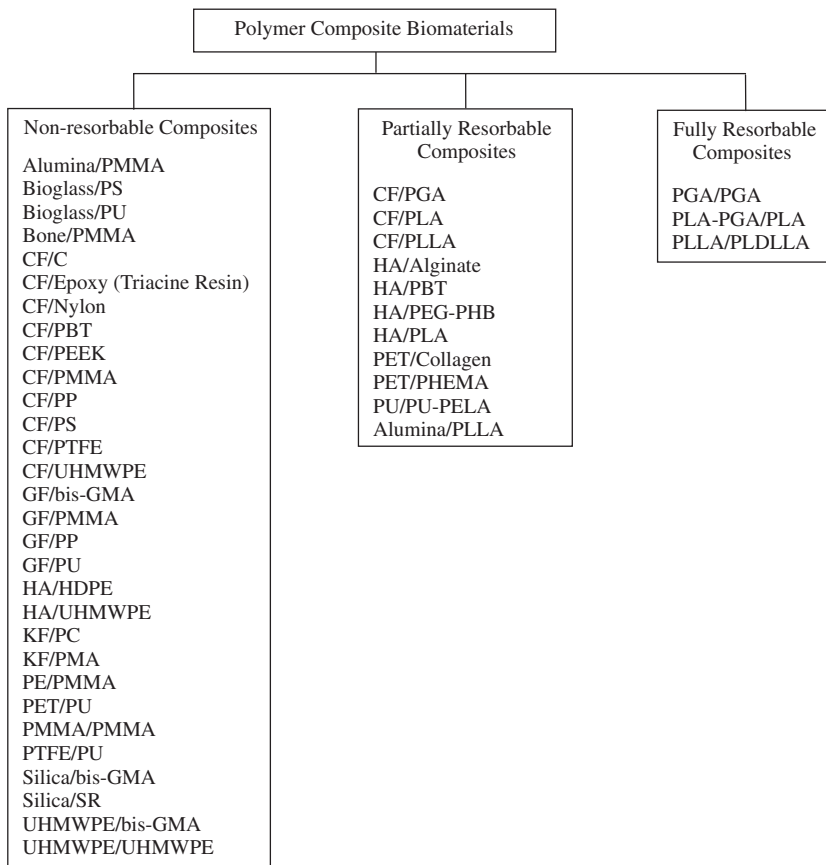 Polymer Composite Biomaterials
Non-resorbable Composites
Alumina/PMMA
Bioglass/PS
Bioglass/PU
Bone/PMMA
CF/C
CF/Epoxy (Triacine Resin)
CF/Nylon
CF/PBT
CF/PEEK
CF/PMMA
CF/PP
CF/PS
CF/PTFE
CF/UHMWPE
GF/bis-GMA
GF/PMMA
GF/PP
GF/PU
HA/HDPE
HA/UHMWPE
KF/PC
KF/PMA
PE/PMMA
PET/PU
PMMA/PMMA
PTFE/PU
Silica/bis-GMA
Silica/SR
UHMWPE/bis-GMA
UHMWPE/UHMWPE
Partially Resorbable
Composites
CF/PGA
CF/PLA
CF/PLLA
HA/Alginate
HA/PBT
HA/PEG-PHB
HA/PLA
PET/Collagen
PET/PHEMA
PU/PU-PELA
Alumina/PLLA
Fully Resorbable
Composites
PGA/PGA
PLA-PGA/PLA
PLLA/PLDLLA